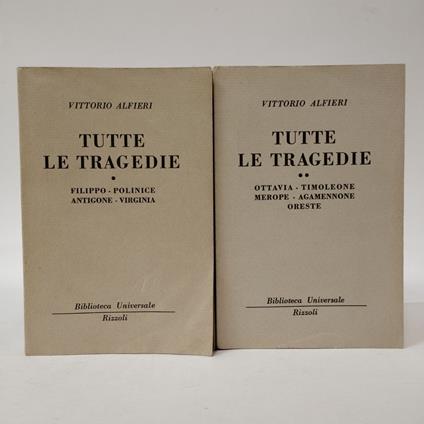 VITTORIO ALFIERI
TUTTE
LE TRAGEDIE
•
FILIPPO - POLINICE
ANTIGONE - VIRGINIA
Biblioteca Universale
Rizzoli
VITTORIO ALFIERI
TUTTE
LE TRAGEDIE
••
OTTAVIA - TIMOLEONE
MEROPE - AGAMENNONE
ORESTE
Biblioteca Universale
Rizzoli